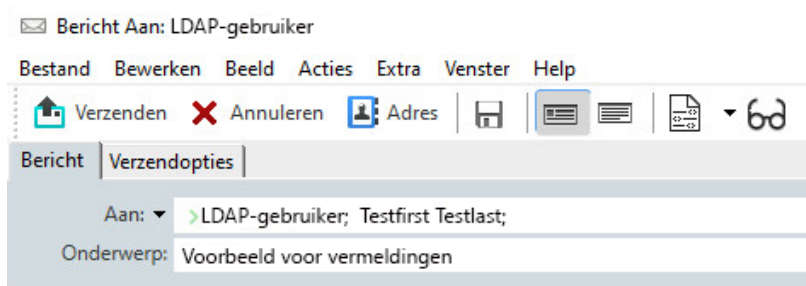 Bericht Aan: LDAP-gebruiker
Bestand Bewerken Beeld Acties Extra Venster Help
Verzenden Annuleren Adres
Bericht Verzendopties
Aan: >LDAP-gebruiker; Testfirst Testlast;
Onderwerp: Voorbeeld voor vermeldingen